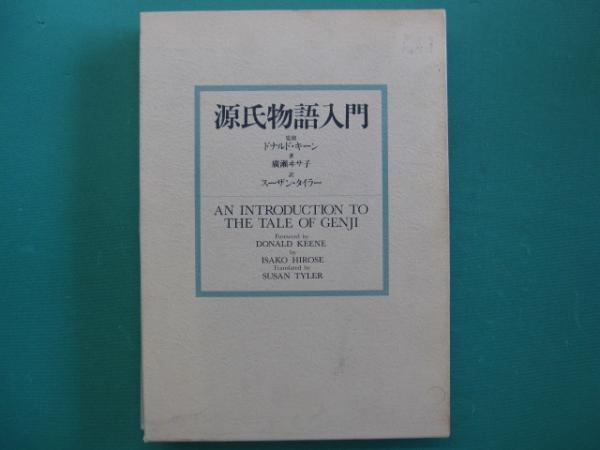 源氏物語入門
監修
ドナルド・キーン
著
廣瀬ヰサ子
訳
スーザン・タイラー
AN INTRODUCTION TO
THE TALE OF GENJI
Foreword by
DONALD KEENE
by
ISAKO HIROSE
Translated by
SUSAN TYLER